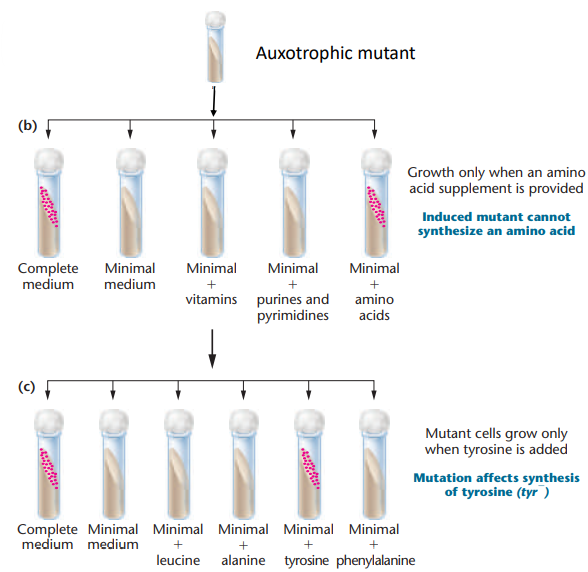 Auxotrophic mutant
(b)
Growth only when an amino
acid supplement is provided
Induced mutant cannot
synthesize an amino acid
Complete
medium
Minimal
medium
Minimal
+
vitamins
Minimal
+
purines and
pyrimidines
Minimal
+
amino
acids
(c)
Mutant cells grow only
when tyrosine is added
Mutation affects synthesis
of tyrosine (tyr⁻)
Complete
medium
Minimal
medium
Minimal
+
leucine
Minimal
+
alanine
Minimal
+
tyrosine
Minimal
+
phenylalanine